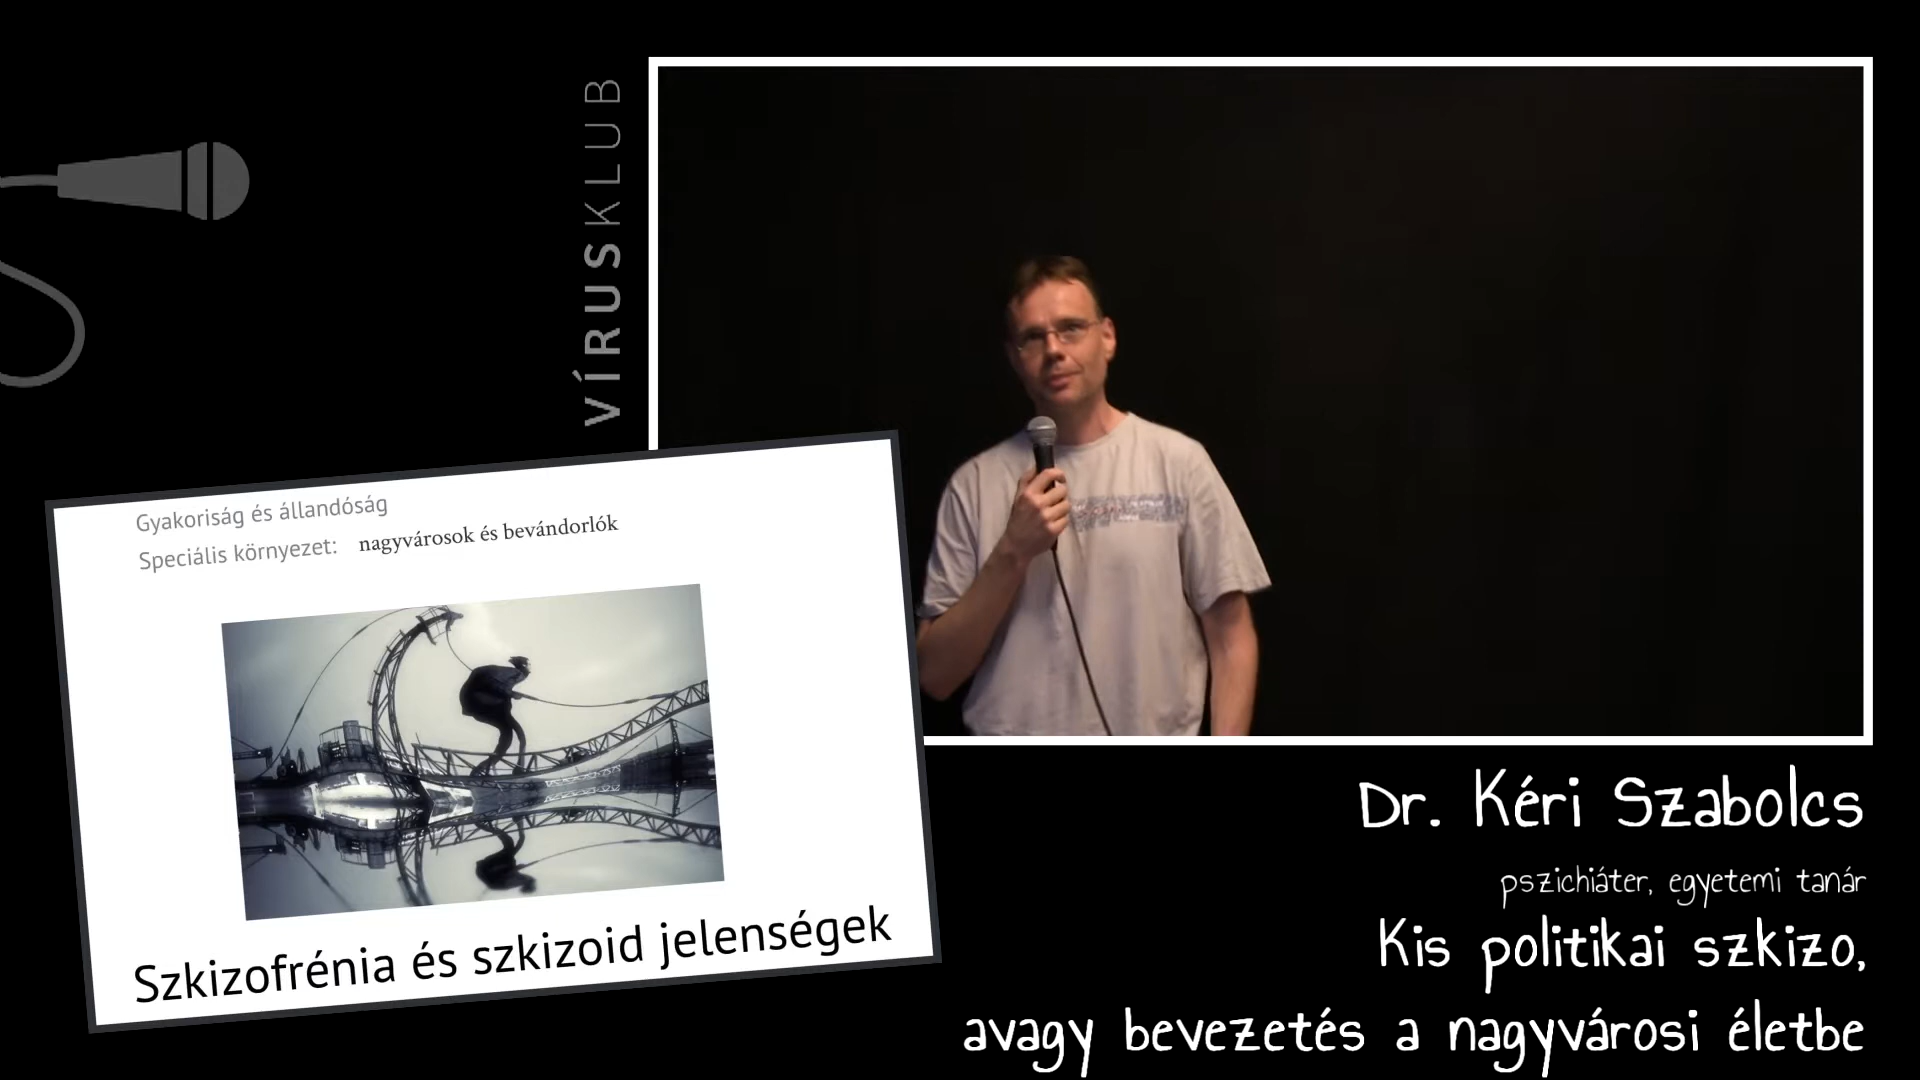 VÍRUSKLUB
Gyakoriság és állandóság
Speciális környezet: nagyvárosok és bevándorlók
Szkizofrénia és szkizoid jelenségek
Dr. Kéri Szabolcs
pszichiáter, egyetemi tanár
Kis politikai szkizo,
avagy bevezetés a nagyvárosi életbe